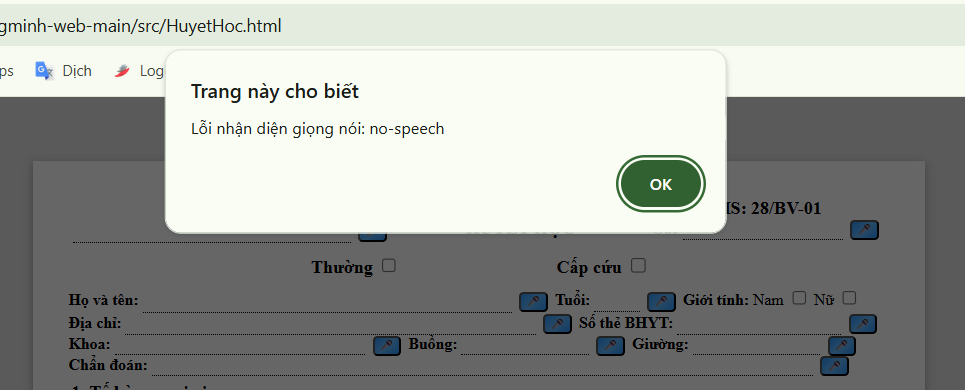 gminh-web-main/src/HuyetHoc.html
ps Dịch Log
Trang này cho biết
Lỗi nhận diện giọng nói: no-speech
OK
MS: 28/BV-01
Thường Cấp cứu
Họ và tên: Tuổi: Giới tính: Nam Nữ
Địa chỉ: Số thẻ BHYT:
Khoa: Buồng: Giường:
Chẩn đoán: